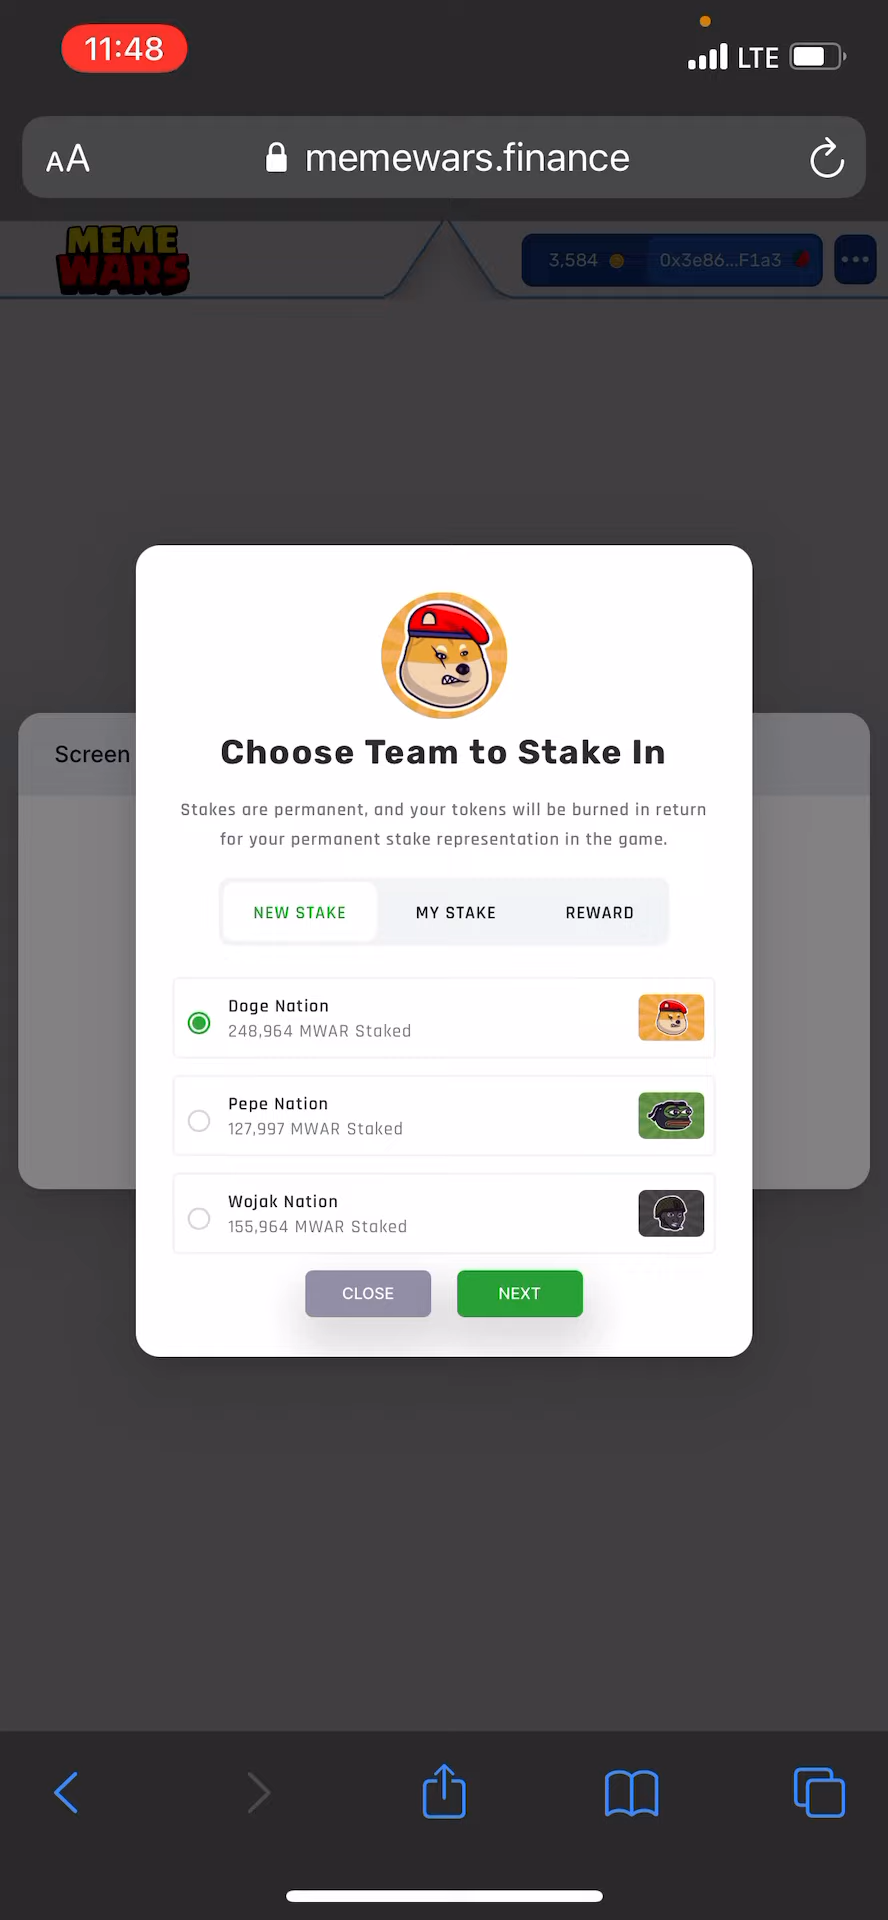 11:48
LTE
AA
memewars.finance
MEME
WARS
3,584
0x3e86...F1a3
Screen
Choose Team to Stake In
Stakes are permanent, and your tokens will be burned in return
for your permanent stake representation in the game.
NEW STAKE
MY STAKE
REWARD
Doge Nation
248,964 MWAR Staked
Pepe Nation
127,997 MWAR Staked
Wojak Nation
155,964 MWAR Staked
CLOSE
NEXT